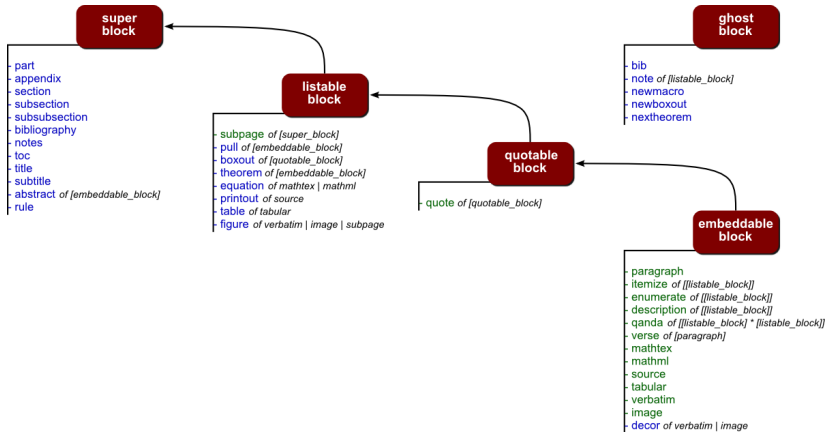 super
block
part
appendix
section
subsection
subsubsection
bibliography
notes
toc
title
subtitle
abstract of [embeddable_block]
rule
listable
block
subpage of [super_block]
pull of [embeddable_block]
boxout of [quotable_block]
theorem of [embeddable_block]
equation of mathtex | mathml
printout of source
table of tabular
figure of verbatim | image | subpage
quotable
block
quote of [quotable_block]
ghost
block
bib
note of [listable_block]
newmacro
newboxout
nextheorem
embeddable
block
paragraph
itemize of [[listable_block]]
enumerate of [[listable_block]]
description of [[listable_block]]
qanda of [[listable_block] * [listable_block]]
verse of [paragraph]
mathtex
mathml
source
tabular
verbatim
image
decor of verbatim | image